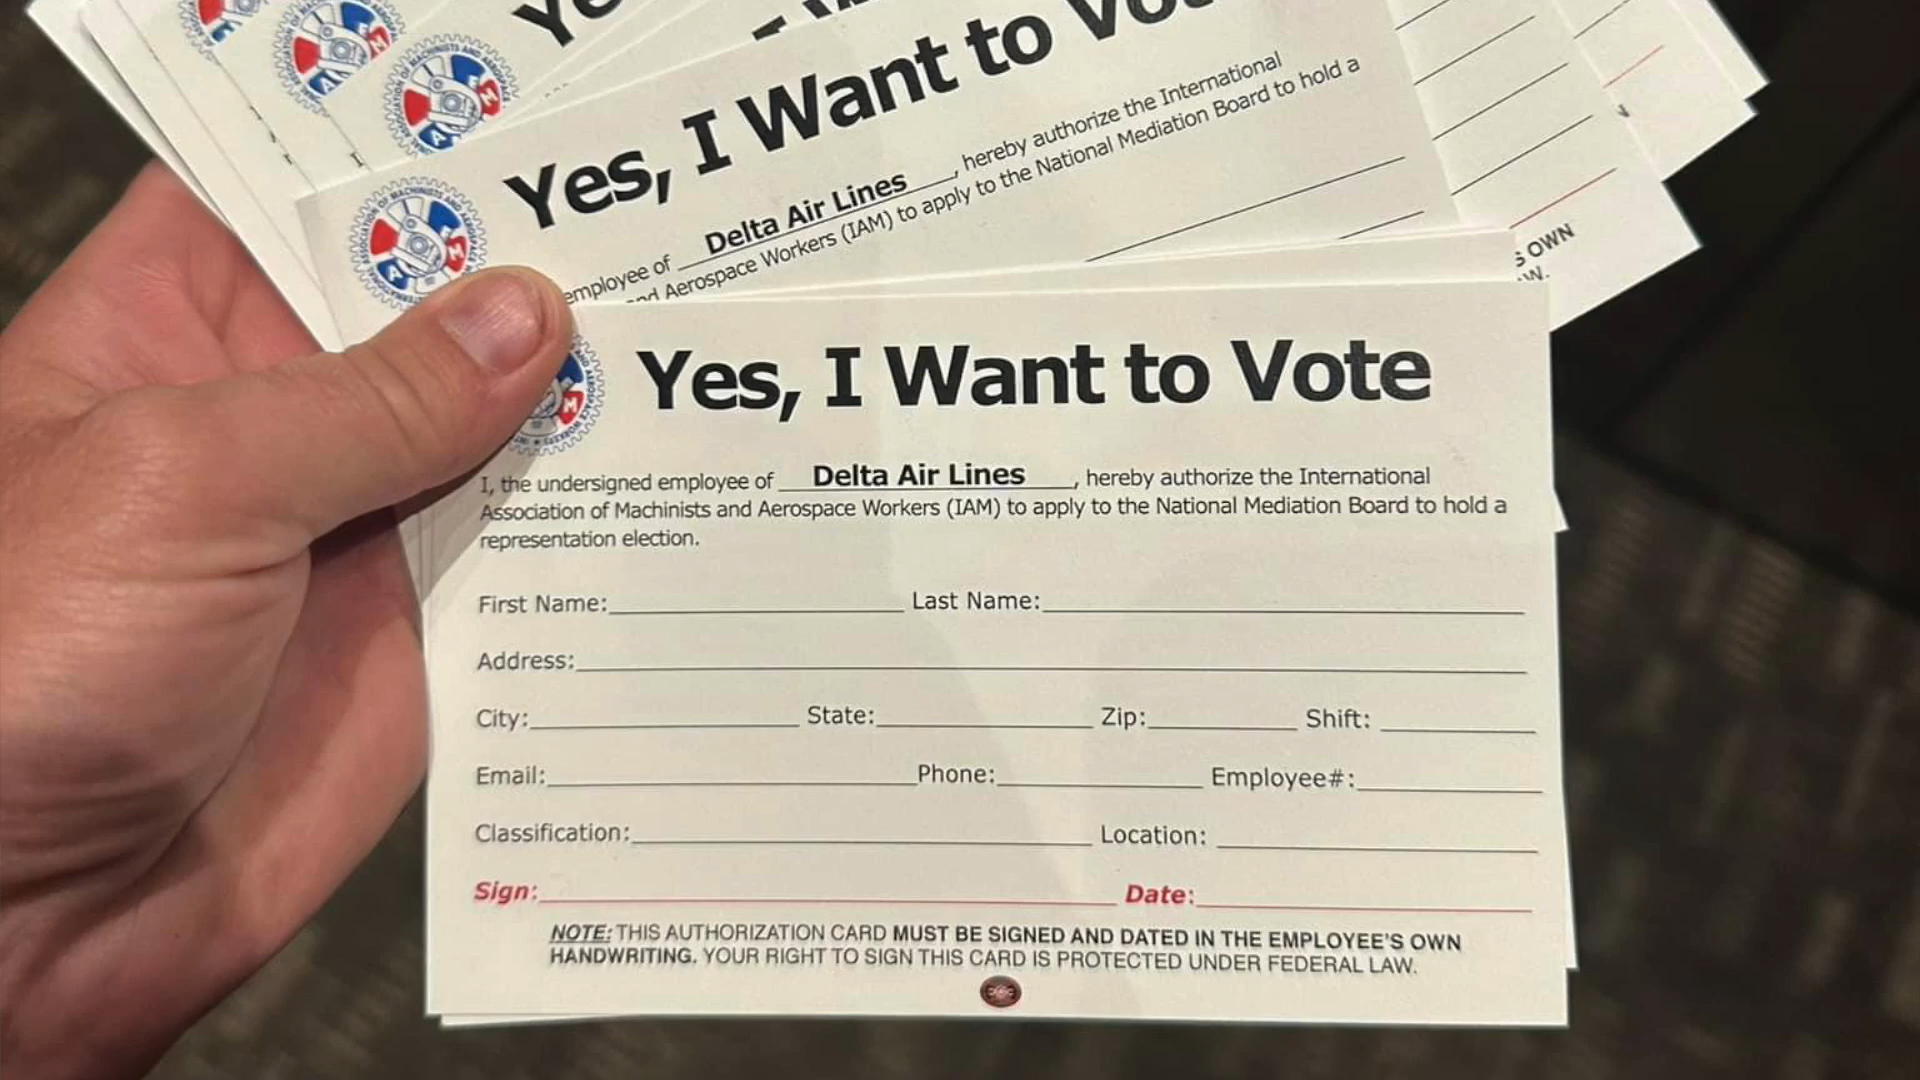 Yes, I Want to
employee of Delta Air Lines, hereby authorize the International
Aerospace Workers (IAM) to apply to the National Mediation Board to hold a
OWN
Yes, I Want to Vote
I, the undersigned employee of Delta Air Lines, hereby authorize the International
Association of Machinists and Aerospace Workers (IAM) to apply to the National Mediation Board to hold a
representation election.
First Name: Last Name:
Address:
City: State: Zip: Shift:
Email: Phone: Employee#:
Classification: Location:
Sign: Date:
NOTE: THIS AUTHORIZATION CARD MUST BE SIGNED AND DATED IN THE EMPLOYEE'S OWN
HANDWRITING. YOUR RIGHT TO SIGN THIS CARD IS PROTECTED UNDER FEDERAL LAW.